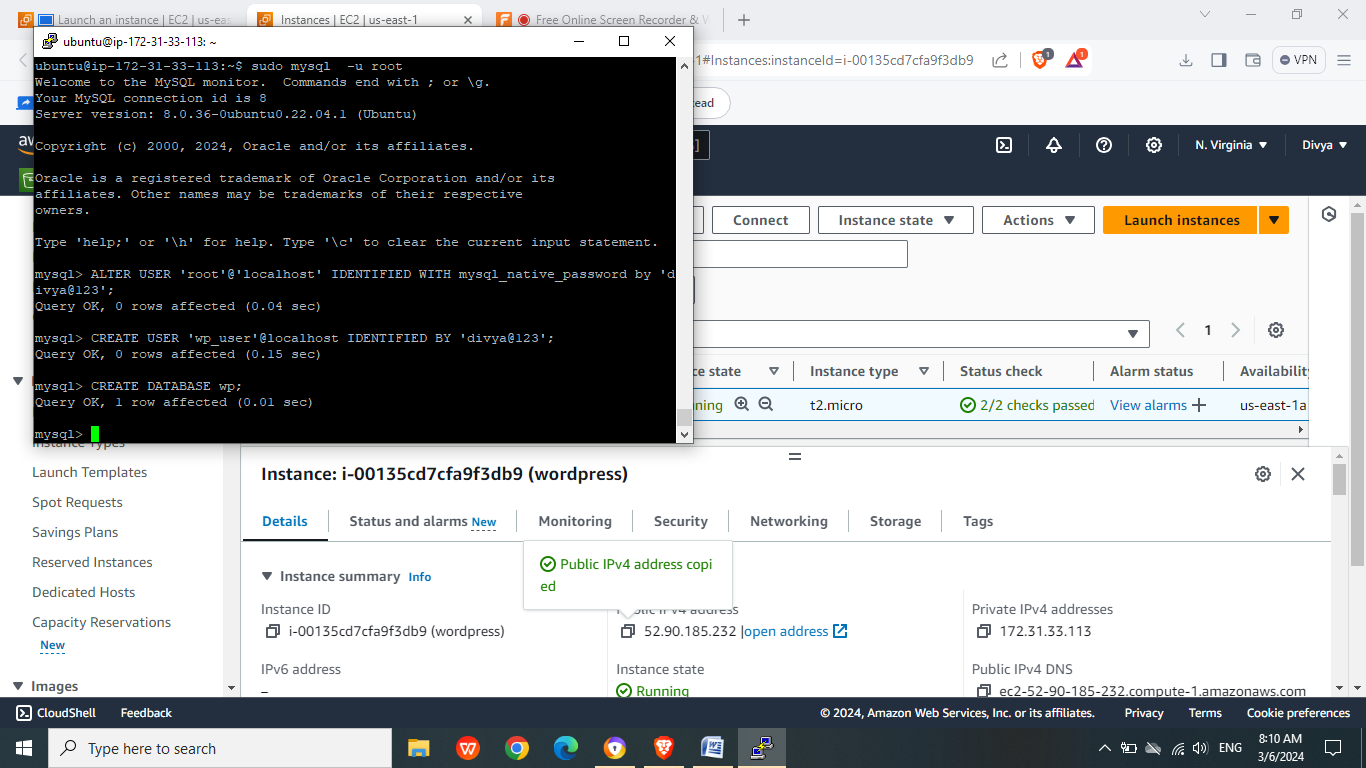 Launch an instance | EC2 | us-eas
Instances | EC2 | us-east-1
Free Online Screen Recorder &
ubuntu@ip-172-31-33-113: ~
1#Instances:instanceId=i-00135cd7cfa9f3db9
1
1
VPN
ead
ubuntu@ip-172-31-33-113:~$ sudo mysql -u root
Welcome to the MySQL monitor.  Commands end with ; or \g.
Your MySQL connection id is 8
Server version: 8.0.36-0ubuntu0.22.04.1 (Ubuntu)
Copyright (c) 2000, 2024, Oracle and/or its affiliates.
Oracle is a registered trademark of Oracle Corporation and/or its
affiliates. Other names may be trademarks of their respective
owners.
Type 'help;' or '\h' for help. Type '\c' to clear the current input statement.
mysql> ALTER USER 'root'@'localhost' IDENTIFIED WITH mysql_native_password by 'd
ivya@123';
Query OK, 0 rows affected (0.04 sec)
mysql> CREATE USER 'wp_user'@localhost IDENTIFIED BY 'divya@123';
Query OK, 0 rows affected (0.15 sec)
mysql> CREATE DATABASE wp;
Query OK, 1 row affected (0.01 sec)
mysql>
N. Virginia
Divya
Connect
Instance state
Actions
Launch instances
1
ce state
Instance type
Status check
Alarm status
Availability
ning
t2.micro
2/2 checks passed
View alarms
us-east-1a
Instance Types
Launch Templates
Spot Requests
Savings Plans
Reserved Instances
Dedicated Hosts
Capacity Reservations
New
Images
Instance: i-00135cd7cfa9f3db9 (wordpress)
Details
Status and alarms New
Monitoring
Security
Networking
Storage
Tags
Public IPv4 address copi
ed
Instance summary Info
Instance ID
Public IPv4 address
Private IPv4 addresses
i-00135cd7cfa9f3db9 (wordpress)
52.90.185.232 |open address
172.31.33.113
IPv6 address
Instance state
Public IPv4 DNS
–
Running
ec2-52-90-185-232.compute-1.amazonaws.com
CloudShell
Feedback
© 2024, Amazon Web Services, Inc. or its affiliates.
Privacy
Terms
Cookie preferences
Type here to search
ENG
8:10 AM
3/6/2024